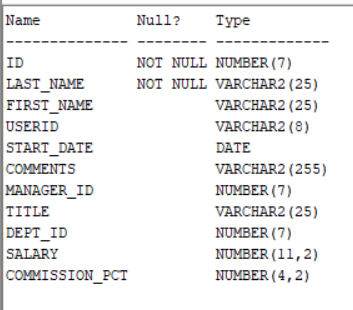 Name Null? Type
-------------- -------- -------------
ID NOT NULL NUMBER(7)
LAST_NAME NOT NULL VARCHAR2(25)
FIRST_NAME VARCHAR2(25)
USERID VARCHAR2(8)
START_DATE DATE
COMMENTS VARCHAR2(255)
MANAGER_ID NUMBER(7)
TITLE VARCHAR2(25)
DEPT_ID NUMBER(7)
SALARY NUMBER(11,2)
COMMISSION_PCT NUMBER(4,2)